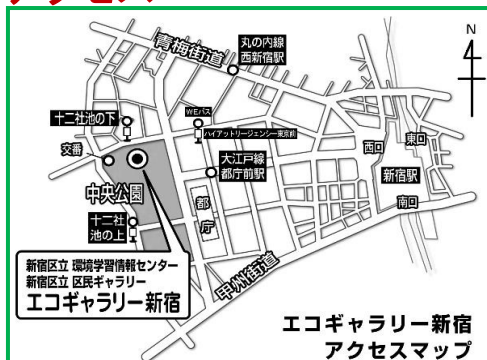 アクセス
N
青梅街道
丸の内線
西新宿駅
十二社池の下
WEバス
ハイアットリージェンシー東京前
交番
大江戸線
都庁前駅
西口
東口
新宿駅
南口
中央公園
都庁
十二社
池の上
甲州街道
新宿区立 環境学習情報センター
新宿区立 区民ギャラリー
エコギャラリー新宿
エコギャラリー新宿
アクセスマップ